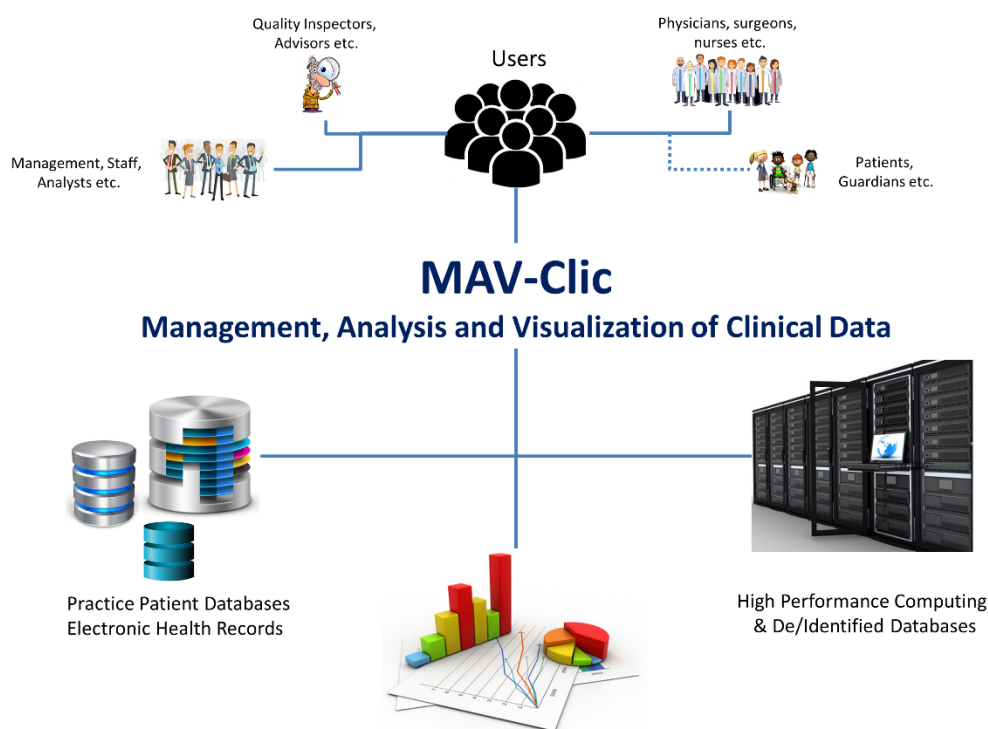 Quality Inspectors,
Advisors etc.
Physicians, surgeons,
nurses etc.
Users
Management, Staff,
Analysts etc.
Patients,
Guardians etc.
MAV-Clic
Management, Analysis and Visualization of Clinical Data
Practice Patient Databases
Electronic Health Records
High Performance Computing
& De/Identified Databases